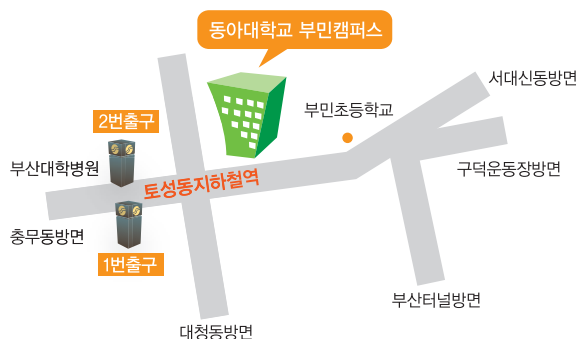 동아대학교 부민캠퍼스
서대신동방면
부민초등학교
2번출구
부산대학병원
구덕운동장방면
토성동지하철역
충무동방면
1번출구
부산터널방면
대청동방면